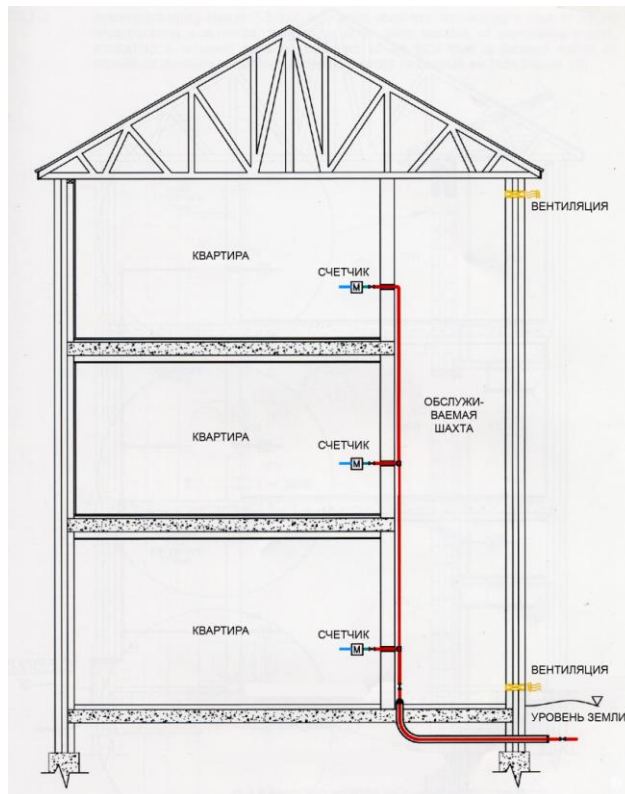 ВЕНТИЛЯЦИЯ
КВАРТИРА
СЧЕТЧИК
М
ОБСЛУЖИ-
ВАЕМАЯ
ШАХТА
КВАРТИРА
СЧЕТЧИК
М
КВАРТИРА
СЧЕТЧИК
М
ВЕНТИЛЯЦИЯ
УРОВЕНЬ ЗЕМЛИ